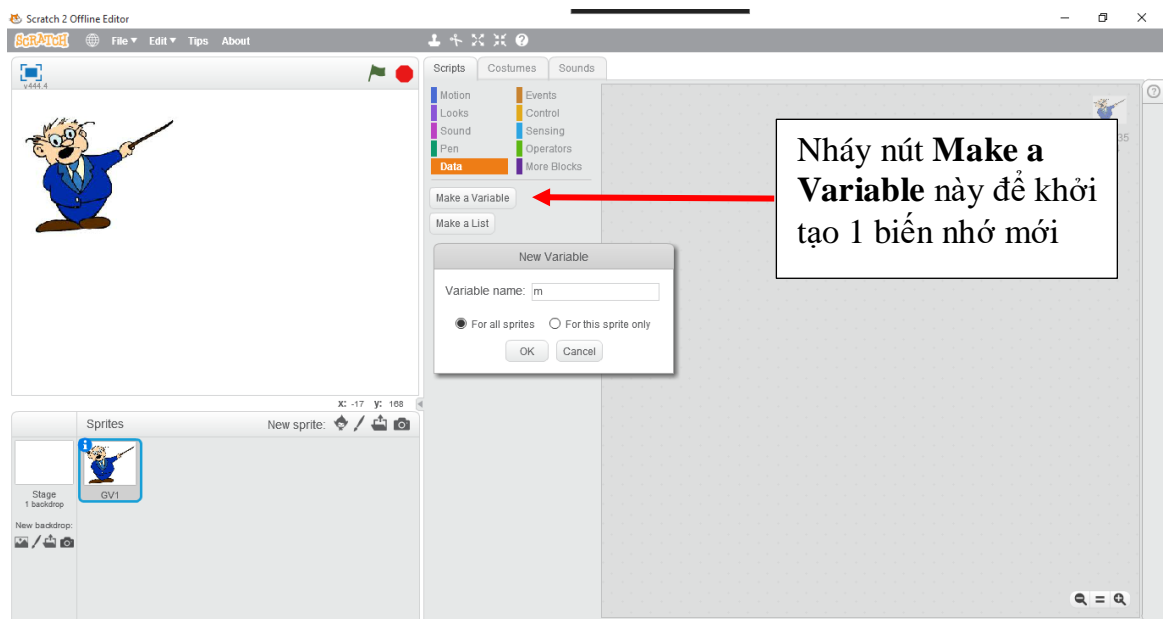 Scratch 2 Offline Editor
SCRATCH File Edit Tips About
v444.4
Scripts Costumes Sounds
Motion Events
Looks Control
Sound Sensing
Pen Operators
Data More Blocks
Make a Variable
Make a List
New Variable
Variable name: m
For all sprites For this sprite only
OK Cancel
Nháy nút Make a
Variable này để khởi
tạo 1 biến nhớ mới
35
X: -17 y: 168
Sprites New sprite:
Stage
1 backdrop
GV1
New backdrop: